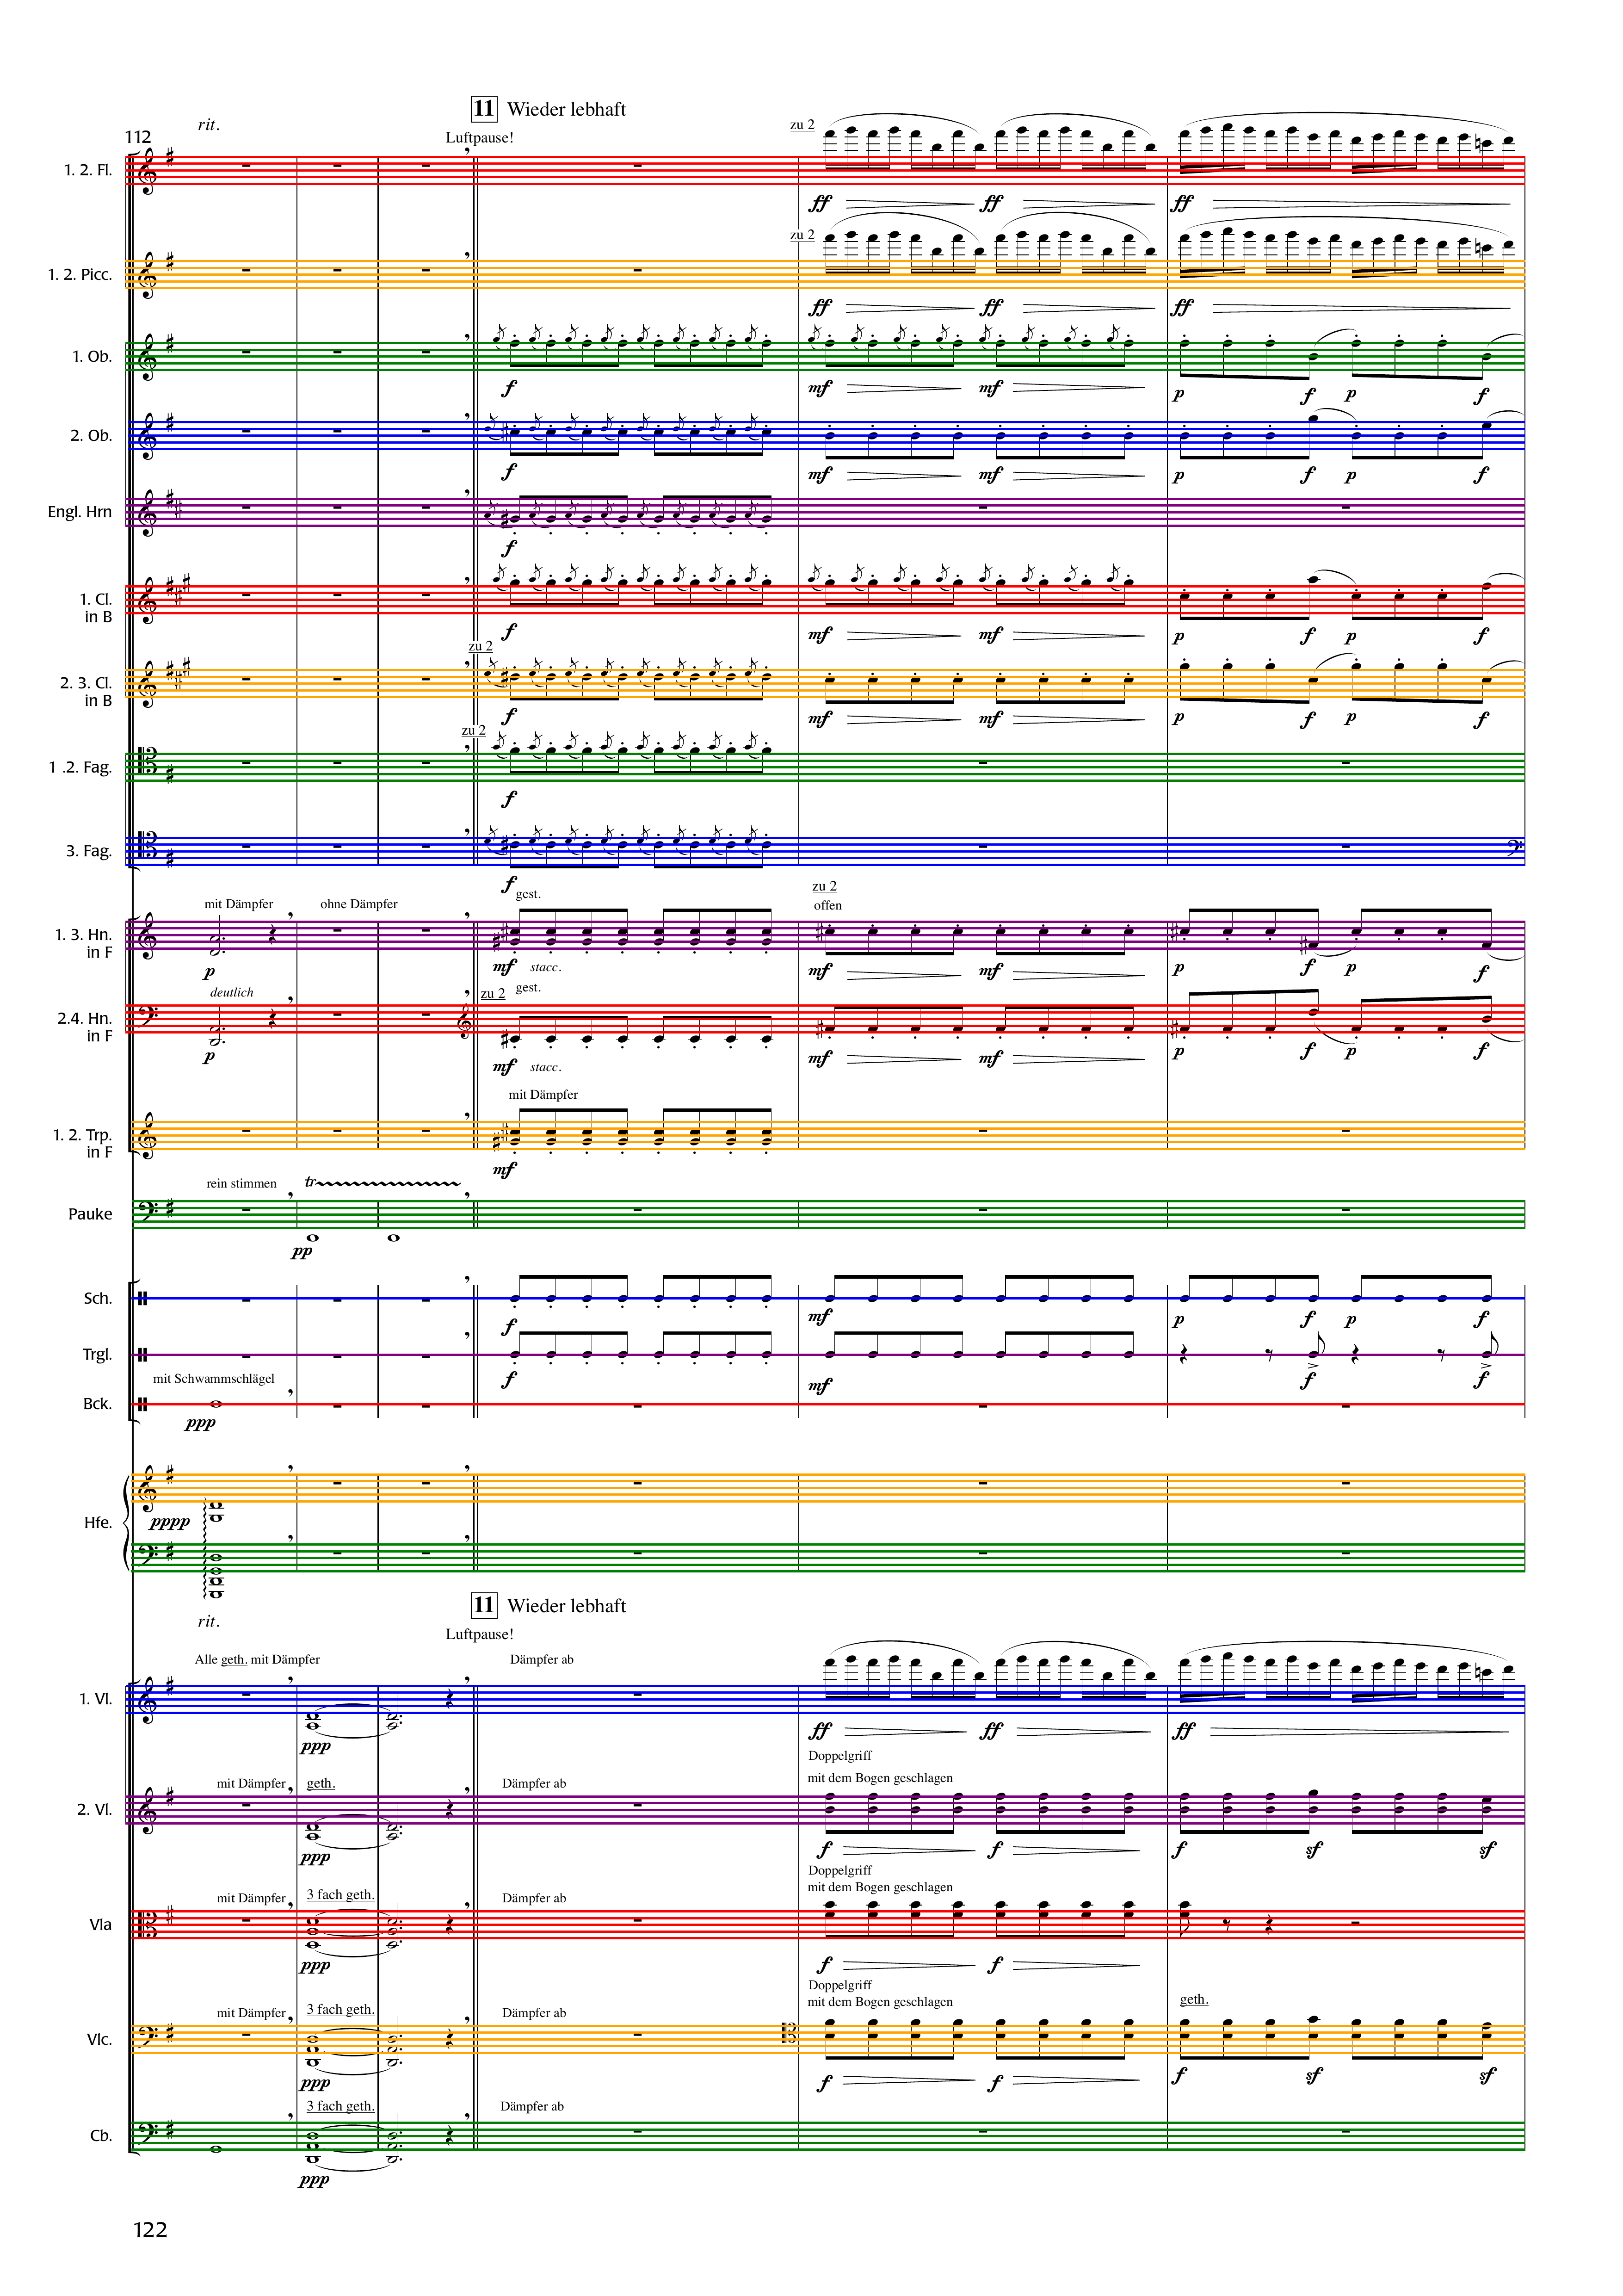 11 Wieder lebhaft
rit.
112
Luftpause!
zu 2
1. 2. Fl.
ff ff ff
zu 2
1. 2. Picc.
ff ff ff
1. Ob.
f mf mf p f p f
2. Ob.
f mf mf p f p f
Engl. Hrn
f
1. Cl.
in B
f mf mf p f p f
zu 2
2. 3. Cl.
in B
f mf mf p f p f
zu 2
1 .2. Fag.
f
3. Fag.
f
gest.
zu 2
mit Dämpfer ohne Dämpfer offen
1. 3. Hn.
in F
p mf stacc. mf mf p f p f
deutlich zu 2 gest.
2.4. Hn.
in F
p mf stacc. mf mf p f p f
mit Dämpfer
1. 2. Trp.
in F
mf
rein stimmen tr
Pauke
pp
Sch.
f mf p f p f
Trgl.
f mf f f
mit Schwammschlägel
Bck.
ppp
pppp
Hfe.
11 Wieder lebhaft
rit.
Luftpause!
Alle geth. mit Dämpfer Dämpfer ab
1. Vl.
ppp ff ff ff
Doppelgriff
mit Dämpfer geth. Dämpfer ab mit dem Bogen geschlagen
2. Vl.
ppp f f f sf sf
Doppelgriff
mit Dämpfer 3 fach geth. Dämpfer ab mit dem Bogen geschlagen
Vla
ppp f f
Doppelgriff
mit Dämpfer 3 fach geth. Dämpfer ab mit dem Bogen geschlagen geth.
Vlc.
ppp f f f sf sf
3 fach geth. Dämpfer ab
Cb.
ppp
122